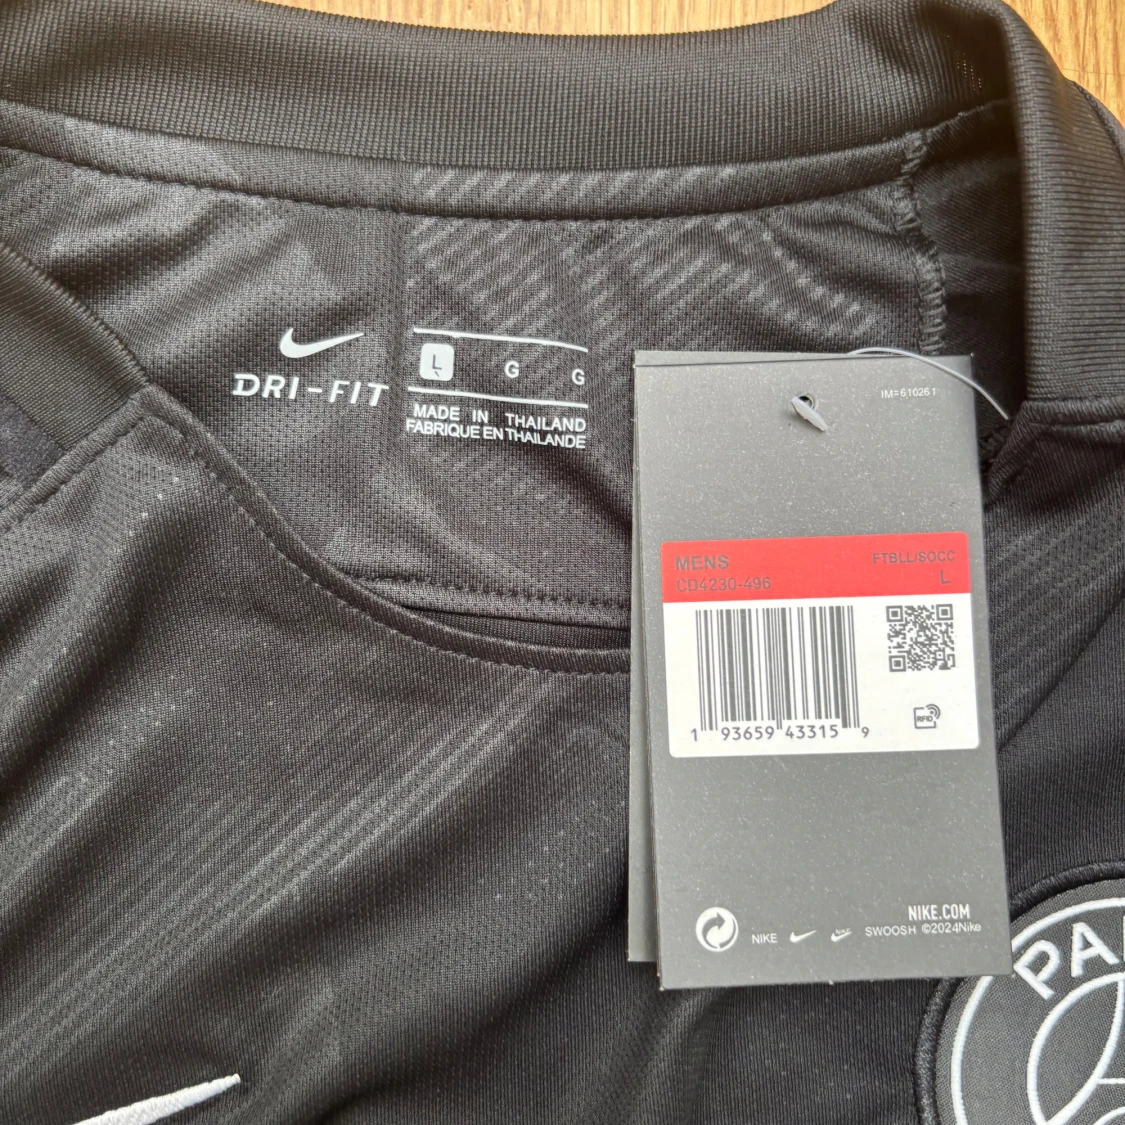 DRI-FIT
L G G
MADE IN THAILAND
FABRIQUE EN THAILANDE
IM=610261
MENS FTBLL/SOCC
CD4230-496 L
1 93659 43315 9
RFID
NIKE.COM
NIKE SWOOSH ©2024Nike